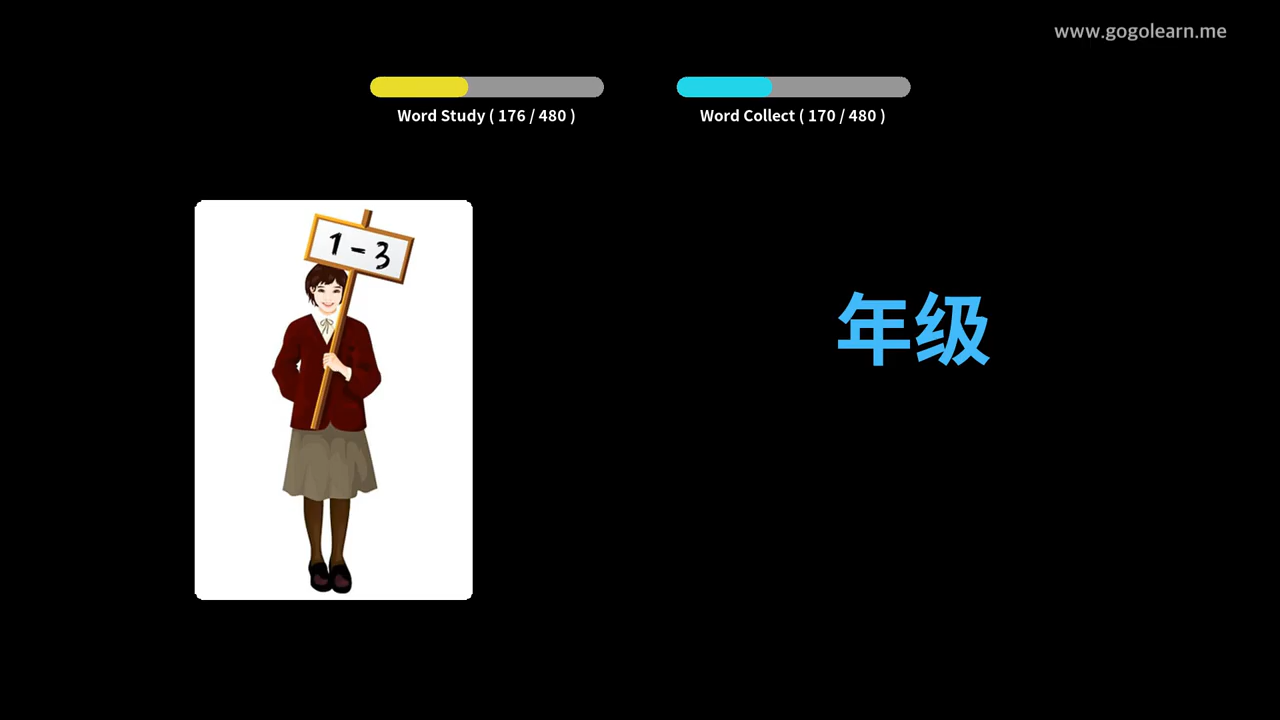 www.gogolearn.me
Word Study ( 176 / 480 )
Word Collect ( 170 / 480 )
1 - 3
年级